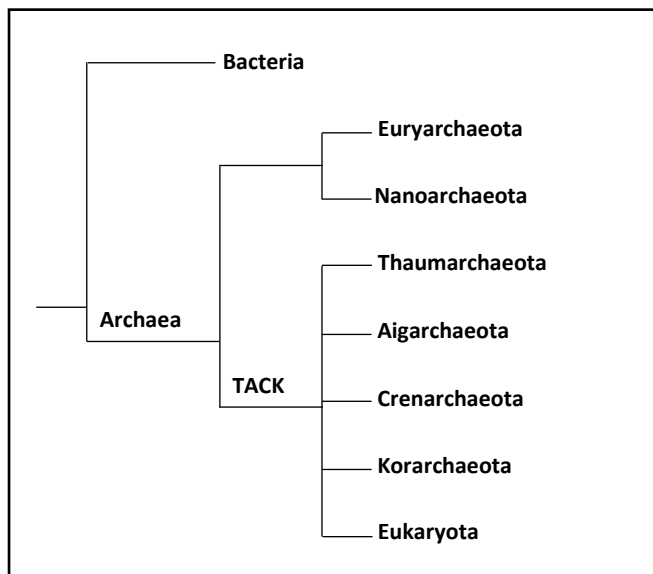 Bacteria
Euryarchaeota
Nanoarchaeota
Thaumarchaeota
Archaea
Aigarchaeota
TACK
Crenarchaeota
Korarchaeota
Eukaryota